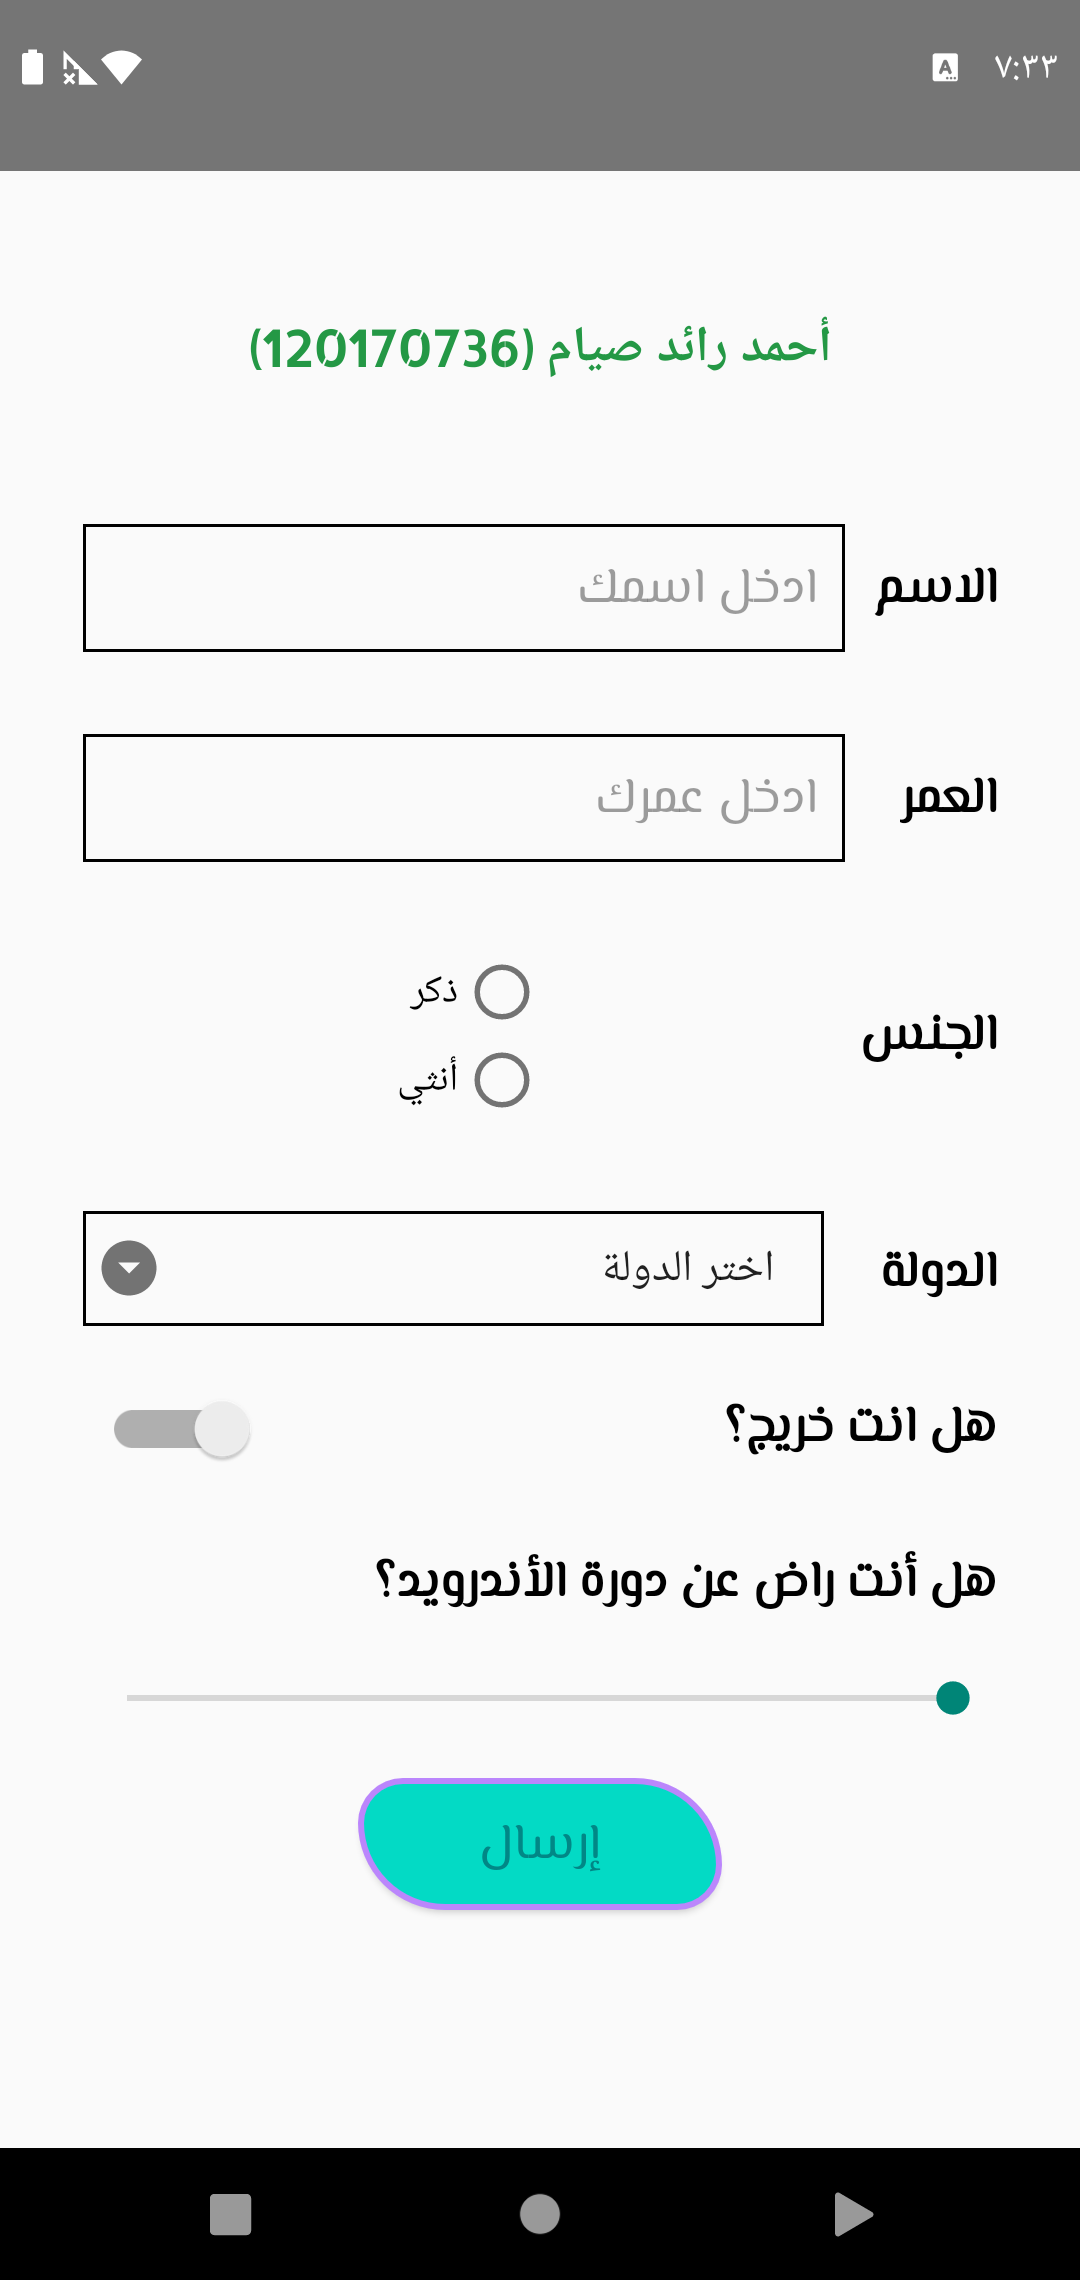 ٧:٣٣
أحمد رائد صيام (120170736)
الاسم
ادخل اسمك
العمر
ادخل عمرك
الجنس
ذكر
أنثي
الدولة
اختر الدولة
هل انت خريج؟
هل أنت راض عن دورة الأندرويد؟
إرسال